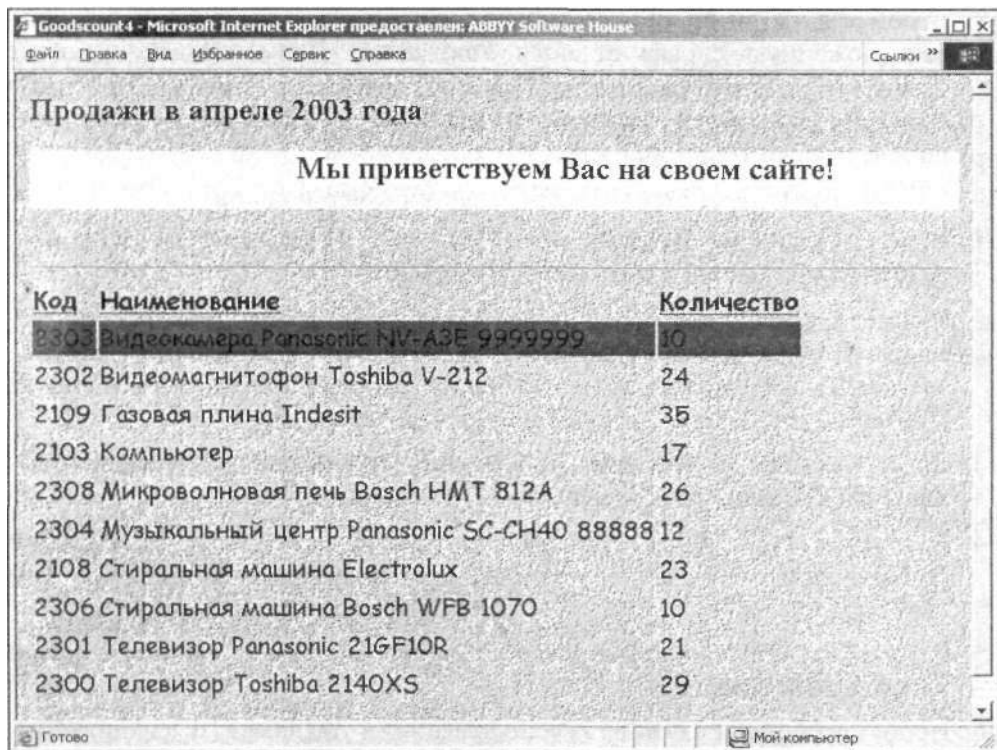 Goodscount4 - Microsoft Internet Explorer предоставлен: ABBYY Software House
Файл Правка Вид Избранное Сервис Справка Ссылки »
Продажи в апреле 2003 года
Мы приветствуем Вас на своем сайте!
Код Наименование Количество
2303 Видеокамера Panasonic NV-A3E 9999999 10
2302 Видеомагнитофон Toshiba V-212 24
2109 Газовая плина Indesit 35
2103 Компьютер 17
2308 Микроволновая печь Bosch HMT 812A 26
2304 Музыкальный центр Panasonic SC-CH40 88888 12
2108 Стиральная машина Electrolux 23
2306 Стиральная машина Bosch WFB 1070 10
2301 Телевизор Panasonic 21GF10R 21
2300 Телевизор Toshiba 2140XS 29
Готово Мой компьютер